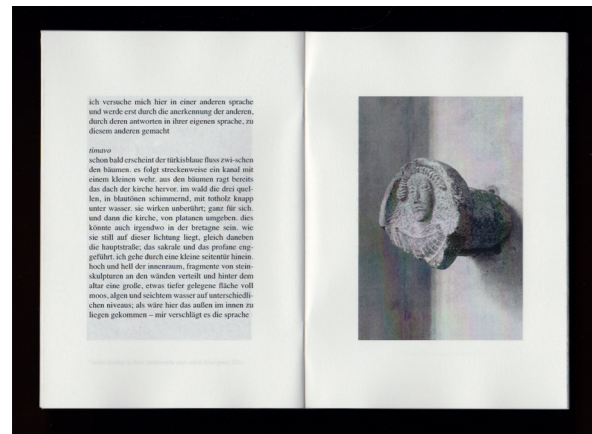 ich versuche mich hier in einer anderen sprache
und werde erst durch die anerkennung der anderen,
durch deren antworten in ihrer eigenen sprache, zu
diesem anderen gemacht
timavo
schon bald erscheint der türkisblaue fluss zwi-schen
den bäumen. es folgt streckenweise ein kanal mit
einem kleinen wehr. aus den bäumen ragt bereits
das dach der kirche hervor. im wald die drei quel-
len, in blautönen schimmernd, mit totholz knapp
unter wasser. sie wirken unberührt; ganz für sich.
und dann die kirche, von platanen umgeben. dies
könnte auch irgendwo in der bretagne sein. wie
sie still auf dieser lichtung liegt, gleich daneben
die hauptstraße; das sakrale und das profane eng-
geführt. ich gehe durch eine kleine seitentür hinein.
hoch und hell der innenraum, fragmente von stein-
skulpturen an den wänden verteilt und hinter dem
altar eine große, etwas tiefer gelegene fläche voll
moos, algen und seichtem wasser auf unterschiedli-
chen niveaus; als wäre hier das außen im innen zu
liegen gekommen – mir verschlägt es die sprache